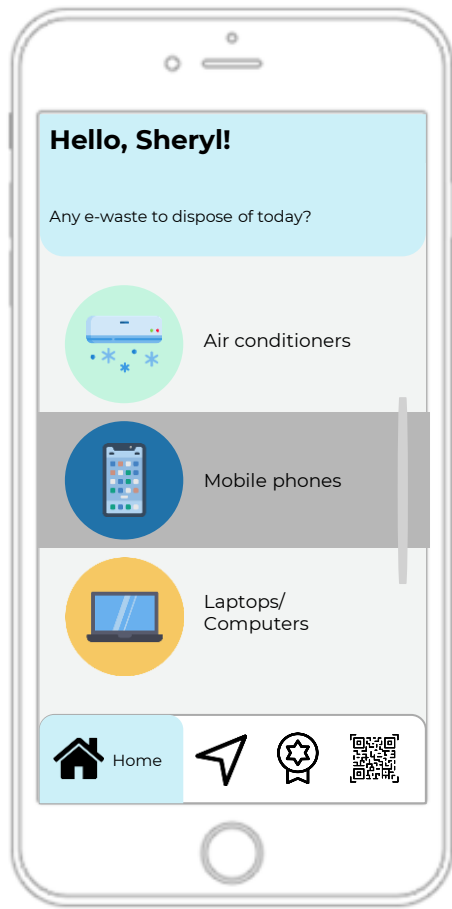 Hello, Sheryl!
Any e-waste to dispose of today?
Air conditioners
Mobile phones
Laptops/
Computers
Home